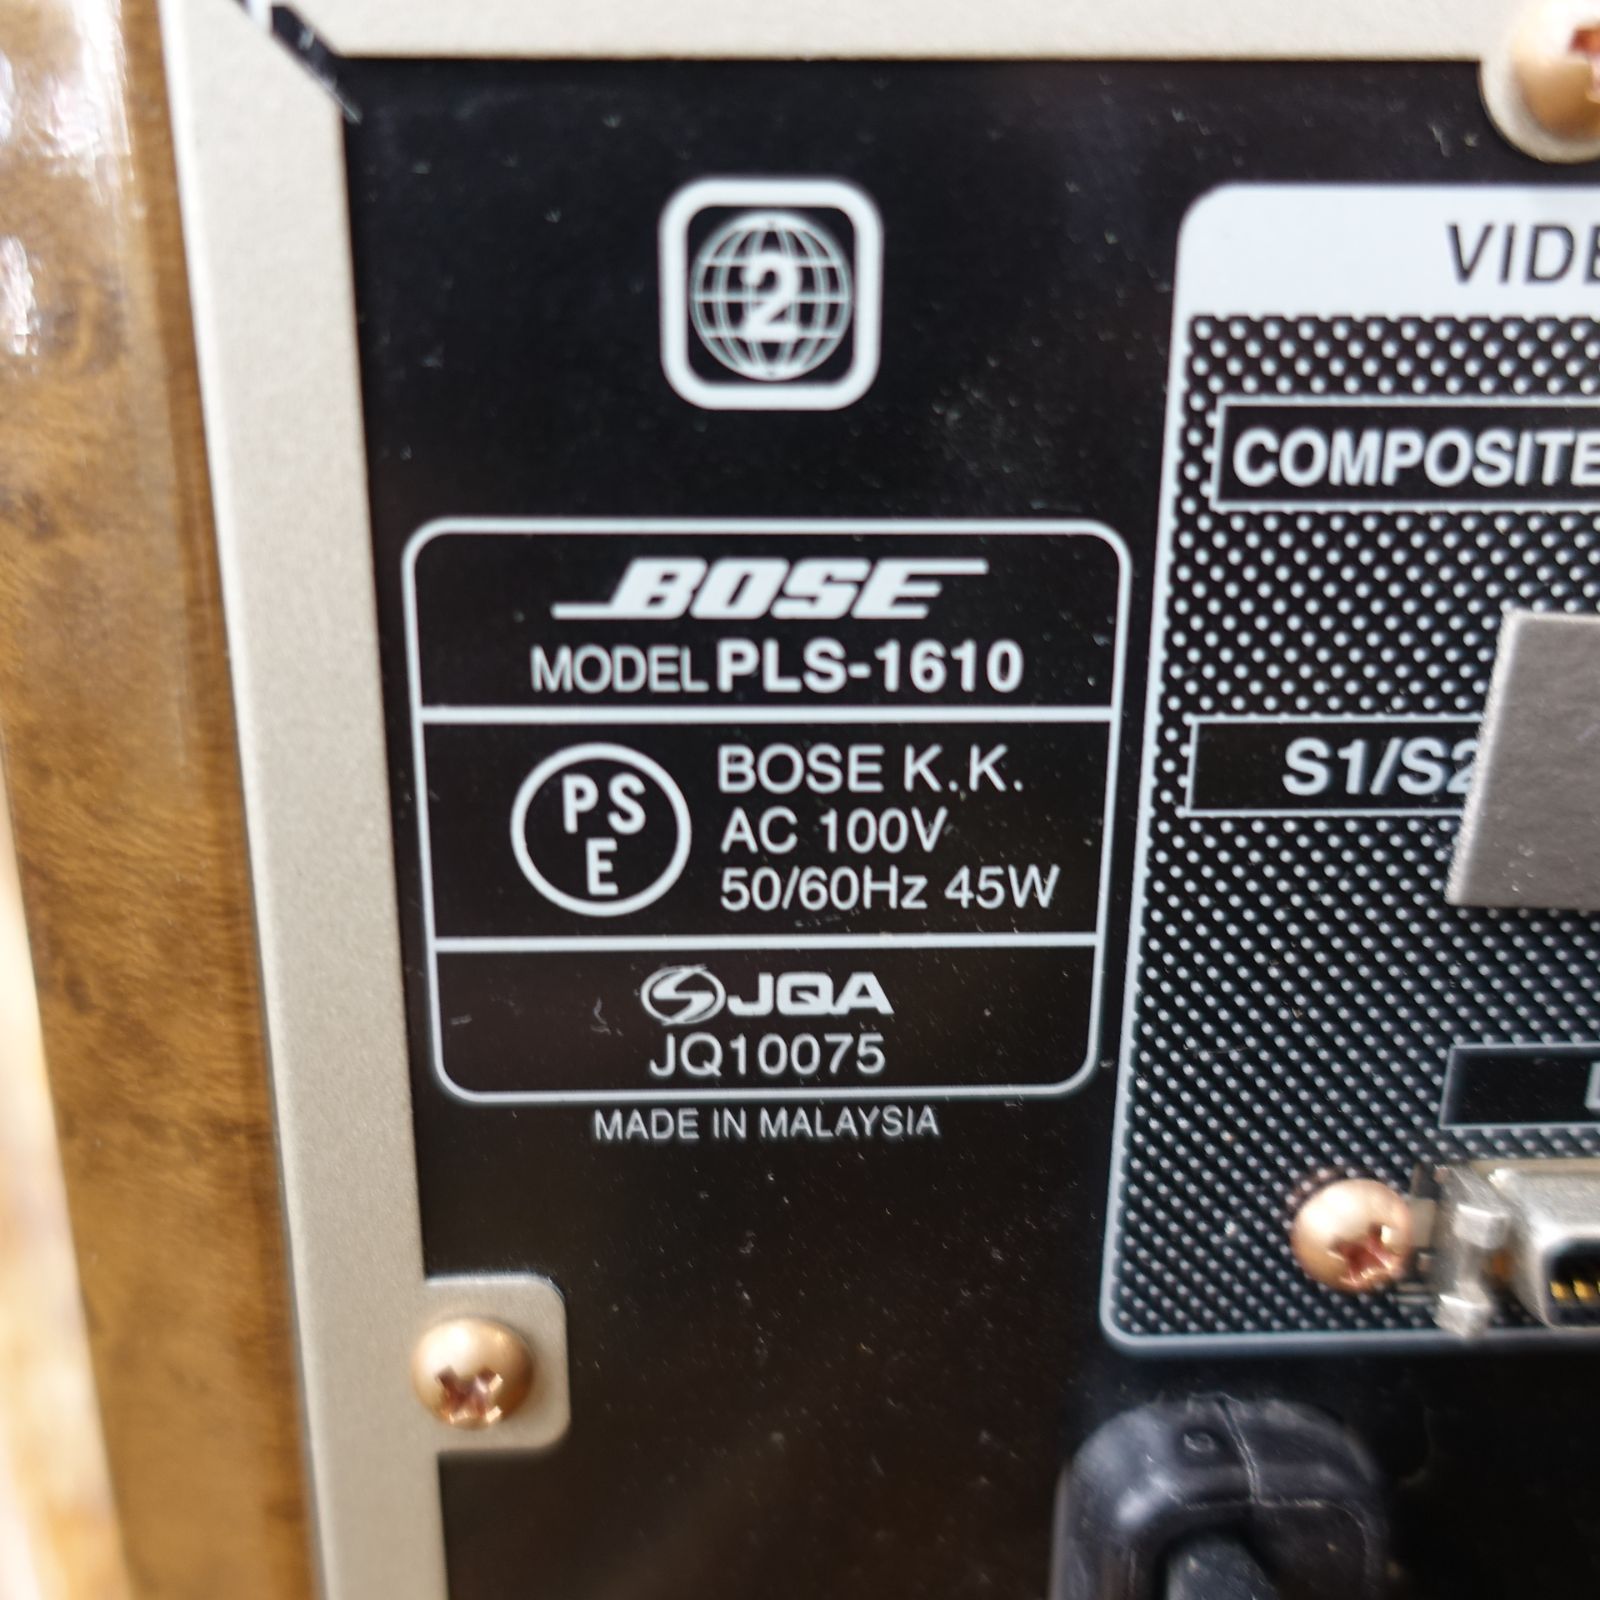 2
BOSE
MODEL PLS-1610
PSE
BOSE K.K.
AC 100V
50/60Hz 45W
JQA
JQ10075
MADE IN MALAYSIA
COMPOSITE
S1/S2